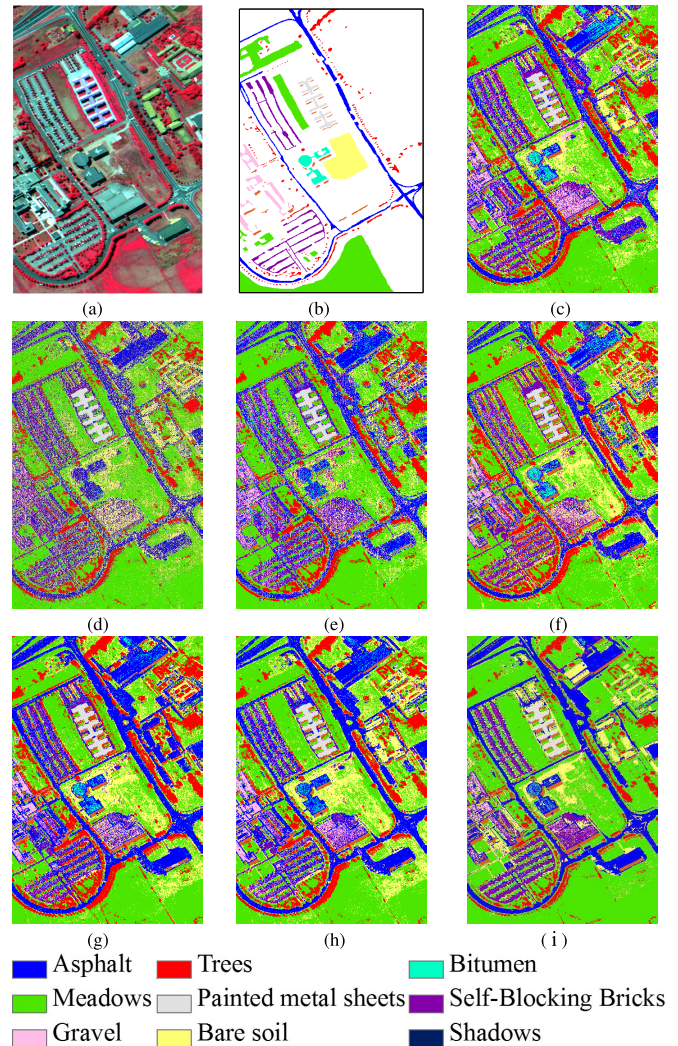 (a) (b) (c)
(d) (e) (f)
(g) (h) (i)
Asphalt Trees Bitumen
Meadows Painted metal sheets Self-Blocking Bricks
Gravel Bare soil Shadows